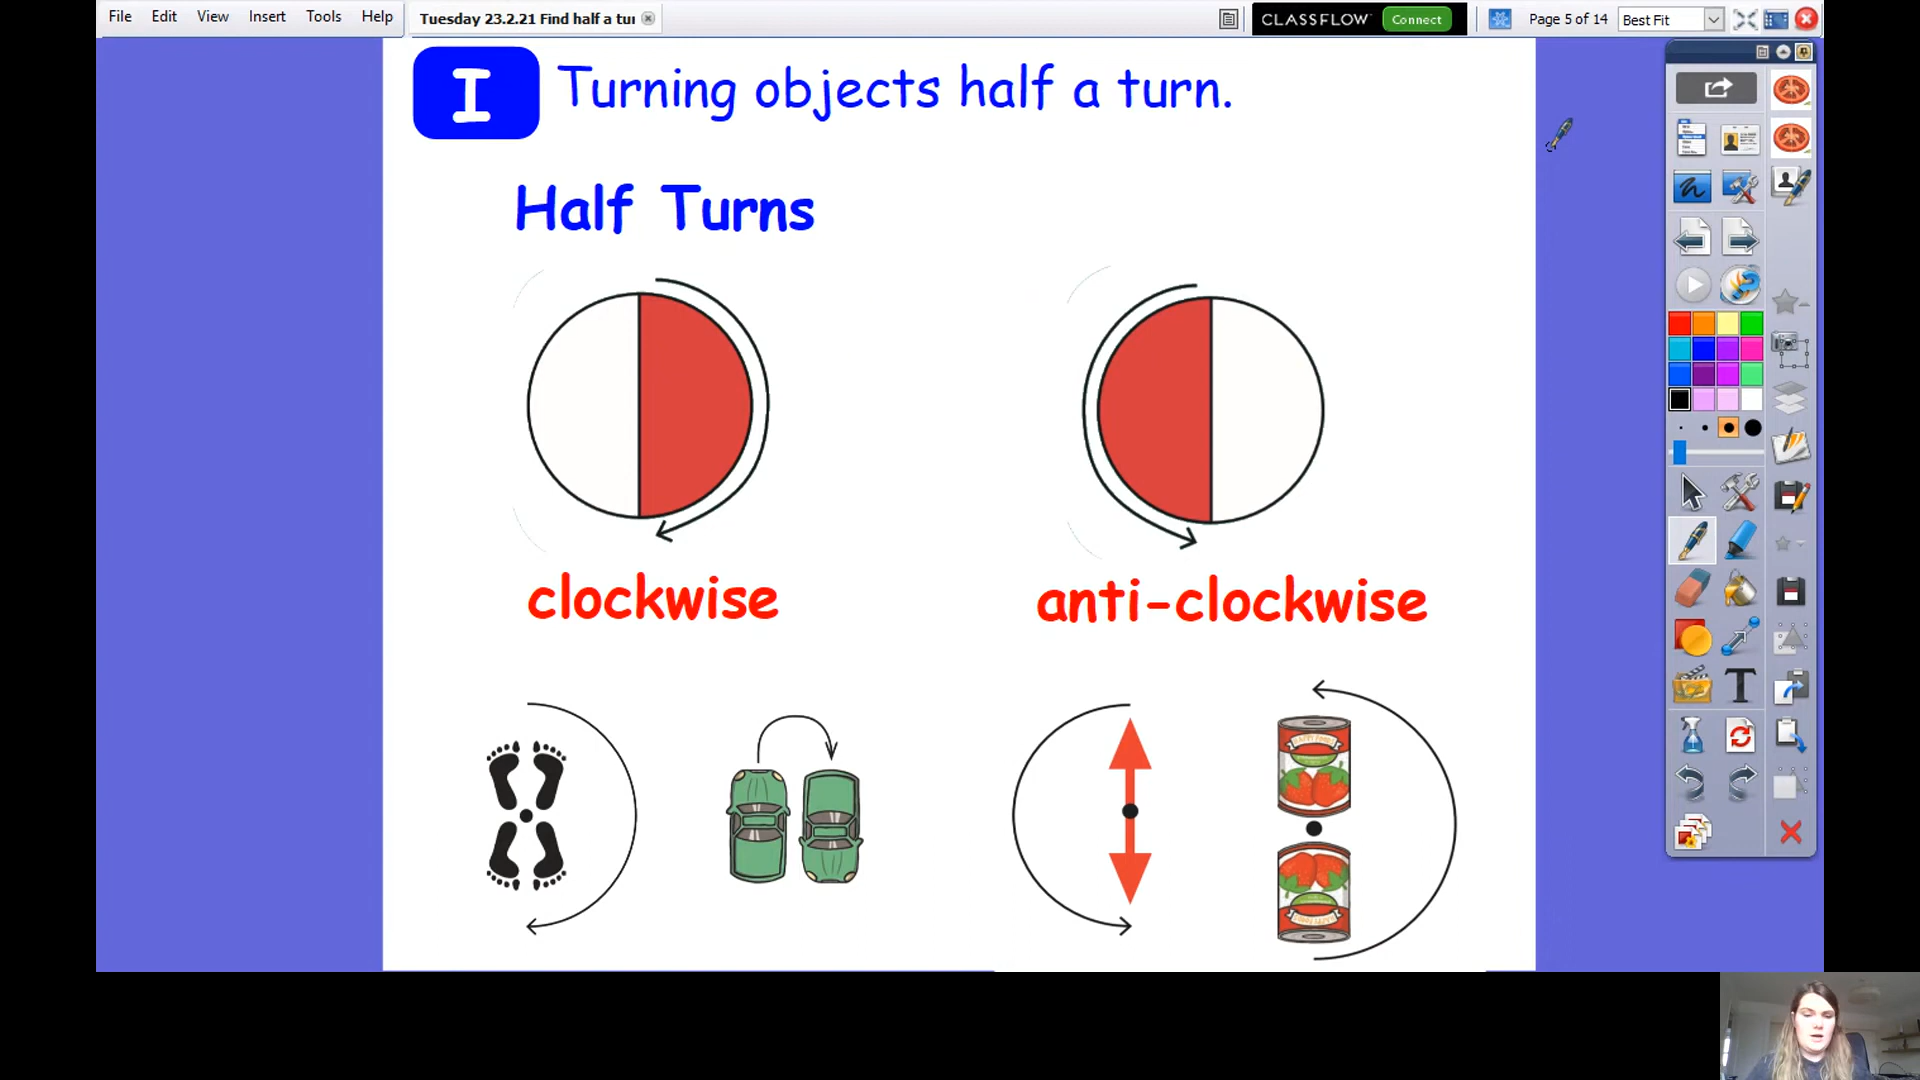 File Edit View Insert Tools Help
Tuesday 23.2.21 Find half a tu
CLASSFLOW Connect
Page 5 of 14
Best Fit
I
Turning objects half a turn.
Half Turns
clockwise
anti-clockwise
T